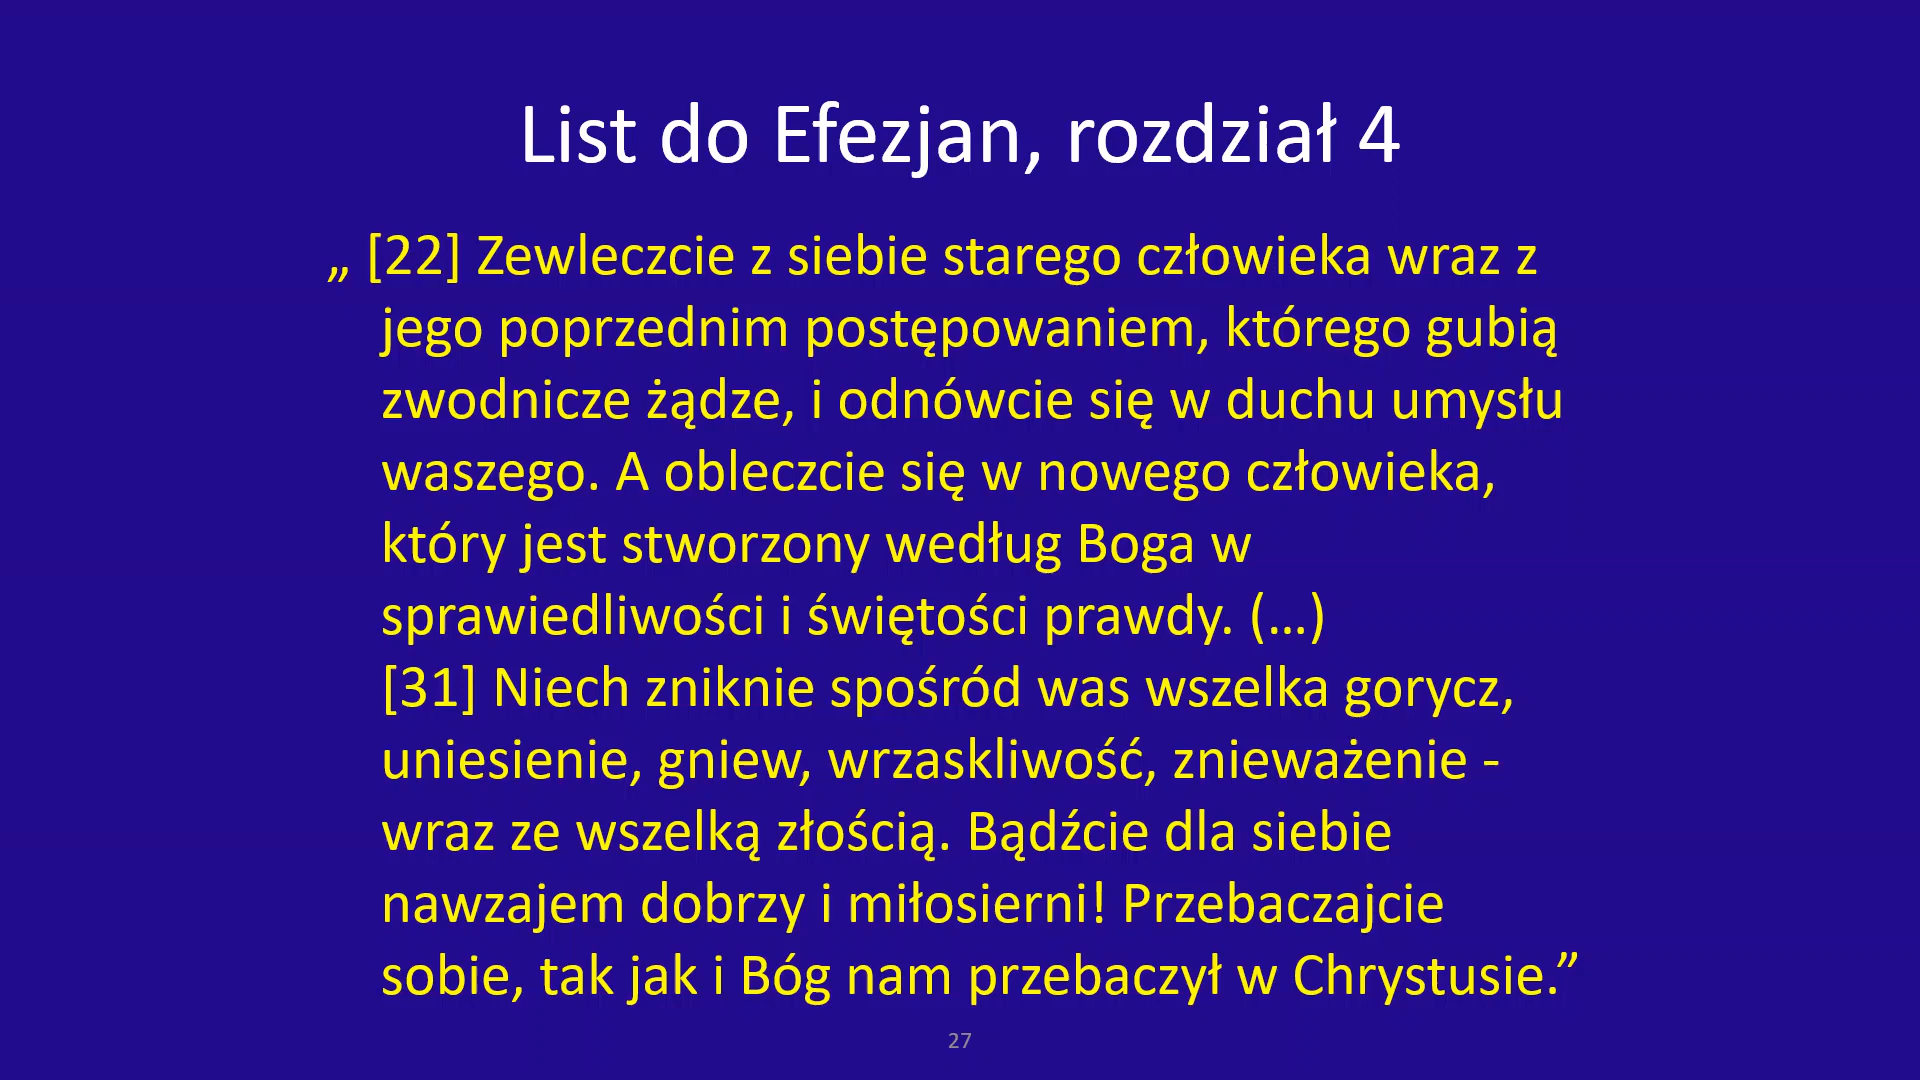 List do Efezjan, rozdział 4
„ [22] Zewleczcie z siebie starego człowieka wraz z
jego poprzednim postępowaniem, którego gubią
zwodnicze żądze, i odnówcie się w duchu umysłu
waszego. A obleczcie się w nowego człowieka,
który jest stworzony według Boga w
sprawiedliwości i świętości prawdy. (…)
[31] Niech zniknie spośród was wszelka gorycz,
uniesienie, gniew, wrzaskliwość, znieważenie -
wraz ze wszelką złością. Bądźcie dla siebie
nawzajem dobrzy i miłosierni! Przebaczajcie
sobie, tak jak i Bóg nam przebaczył w Chrystusie.”
27